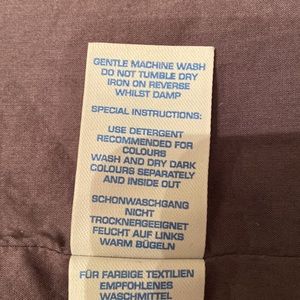 GENTLE MACHINE WASH
DO NOT TUMBLE DRY
IRON ON REVERSE
WHILST DAMP
SPECIAL INSTRUCTIONS:
USE DETERGENT
RECOMMENDED FOR
COLOURS
WASH AND DRY DARK
COLOURS SEPARATELY
AND INSIDE OUT
SCHONWASCHGANG
NICHT
TROCKNERGEEIGNET
FEUCHT AUF LINKS
WARM BÜGELN
FÜR FARBIGE TEXTILIEN
EMPFOHLENES
WASCHMITTEL